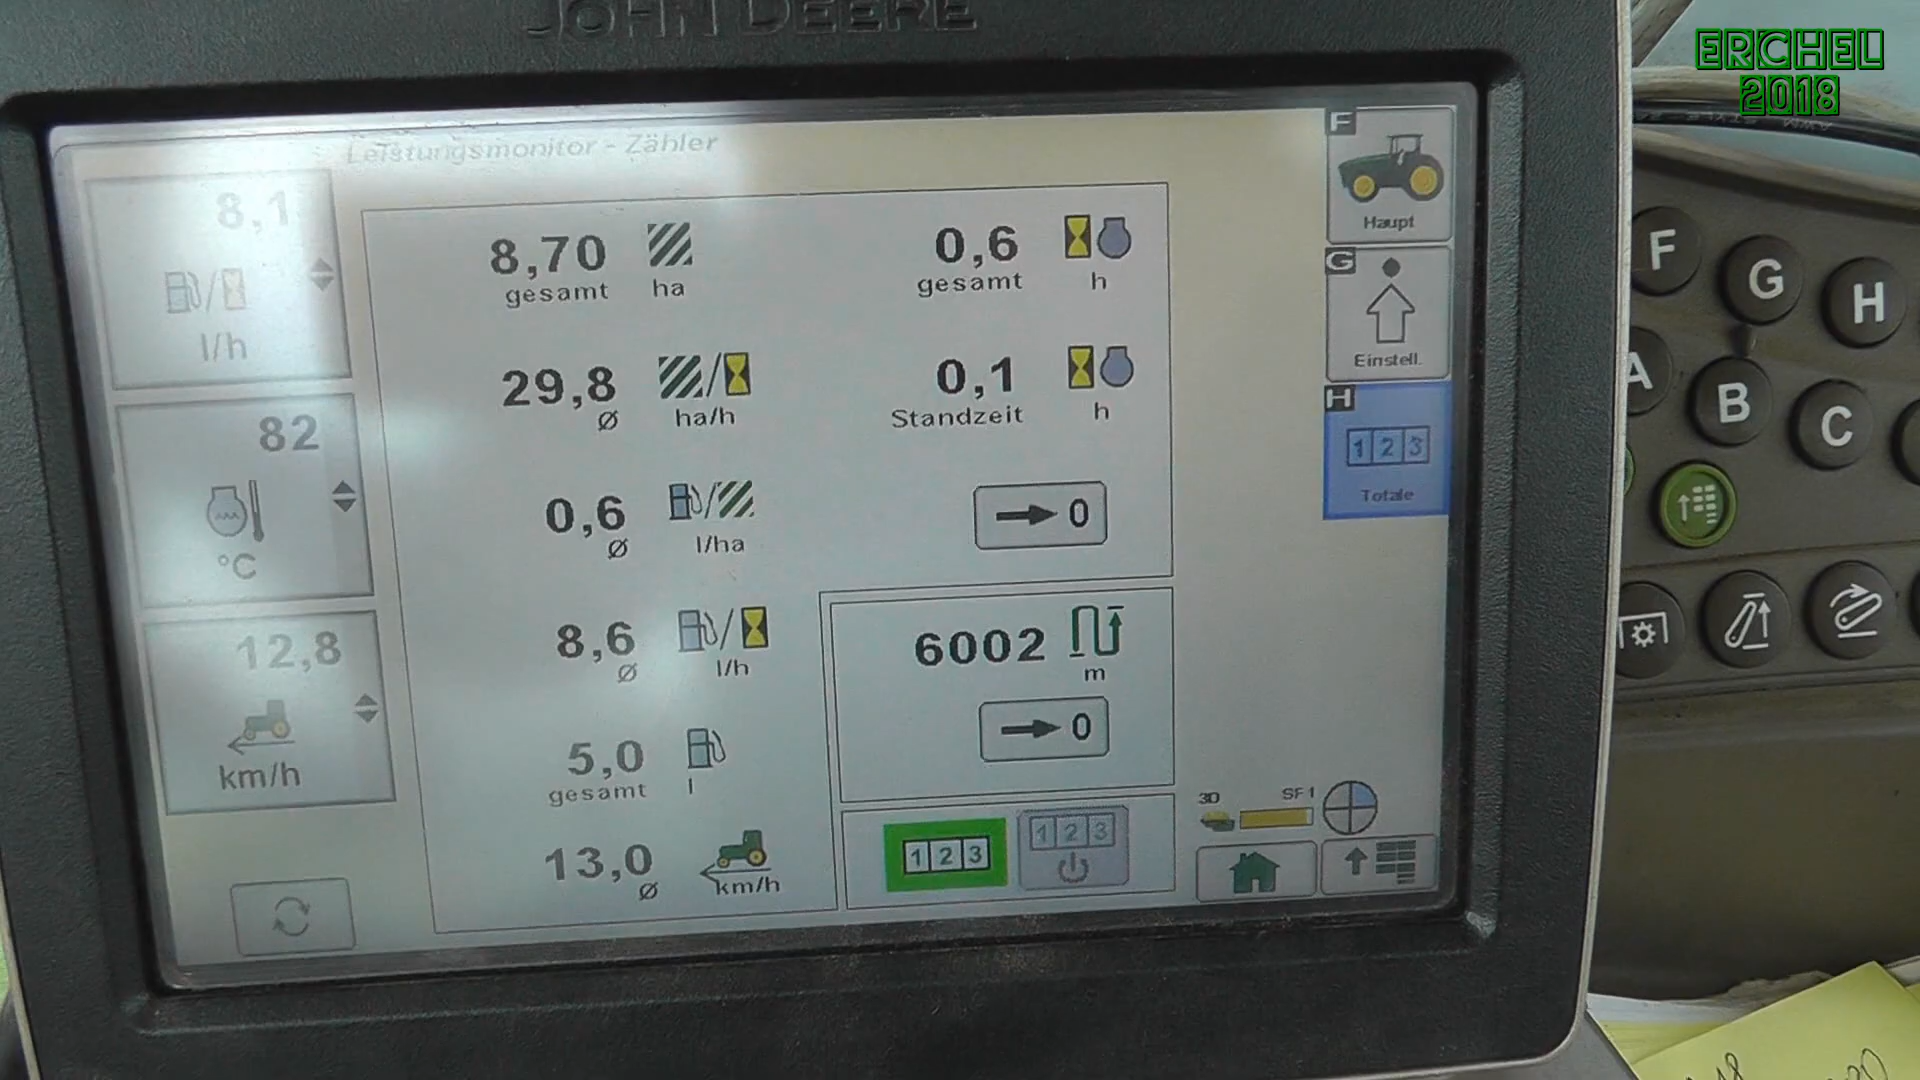 JOHN DEERE
ERCHEL
2018
Leistungsmonitor - Zähler
8,1
l/h
82
°C
12,8
km/h
8,70
gesamt ha
29,8
ø ha/h
0,6
ø l/ha
8,6
ø l/h
5,0
gesamt l
13,0
ø km/h
0,6
gesamt h
0,1
Standzeit h
0
6002
m
0
1 2 3
1 2 3
F
Haupt
G
Einstell.
H
1 2 3
Totale
3D SF1
F
G
H
A
B
C